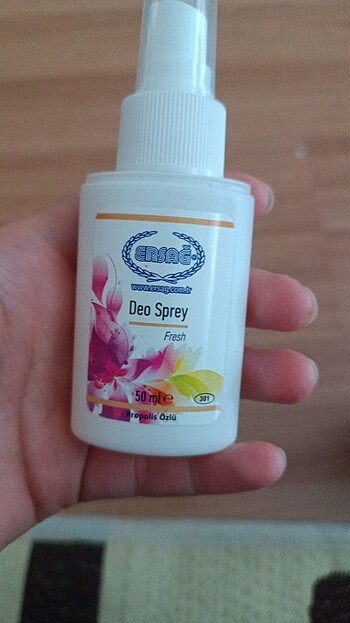 ERSAĞ
www.ersag.com.tr
Deo Sprey
Fresh
50 ml e
301
Propolis Özlü